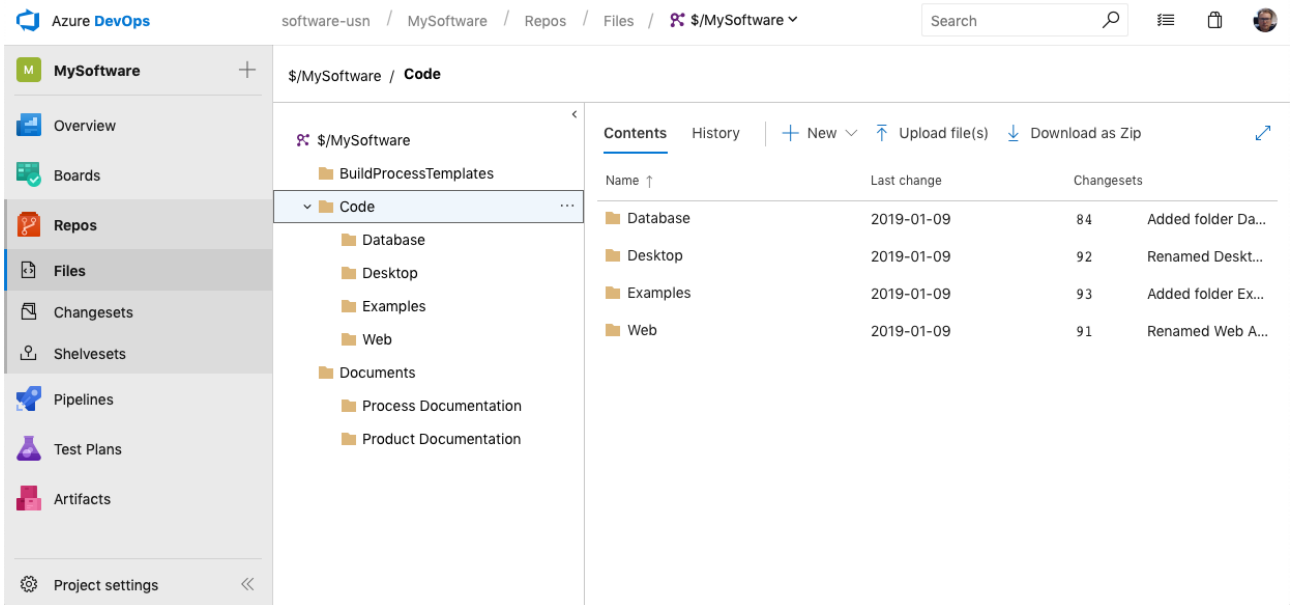 Azure DevOps
software-usn / MySoftware / Repos / Files / $/MySoftware
Search
M MySoftware
Overview
Boards
Repos
Files
Changesets
Shelvesets
Pipelines
Test Plans
Artifacts
Project settings
$/MySoftware / Code
$/MySoftware
BuildProcessTemplates
Code ...
Database
Desktop
Examples
Web
Documents
Process Documentation
Product Documentation
Contents History New Upload file(s) Download as Zip
Name ↑ Last change Changesets
Database 2019-01-09 84 Added folder Da...
Desktop 2019-01-09 92 Renamed Deskt...
Examples 2019-01-09 93 Added folder Ex...
Web 2019-01-09 91 Renamed Web A...